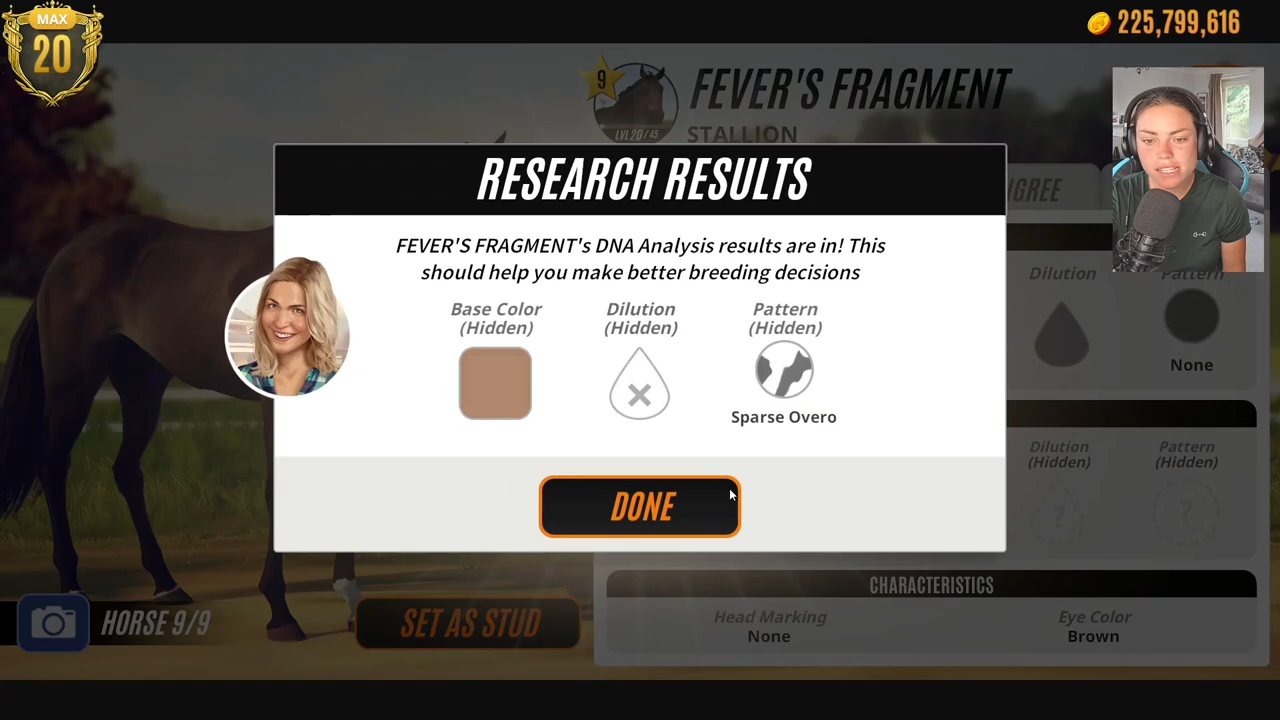 MAX
20
225,799,616
9
LVL 20/45
FEVER'S FRAGMENT
STALLION
RESEARCH RESULTS
FEVER'S FRAGMENT's DNA Analysis results are in! This
should help you make better breeding decisions
Base Color
(Hidden)
Dilution
(Hidden)
Pattern
(Hidden)
Sparse Overo
DONE
Dilution
Pattern
None
Dilution
(Hidden)
Pattern
(Hidden)
?
?
HORSE 9/9
SET AS STUD
CHARACTERISTICS
Head Marking
None
Eye Color
Brown